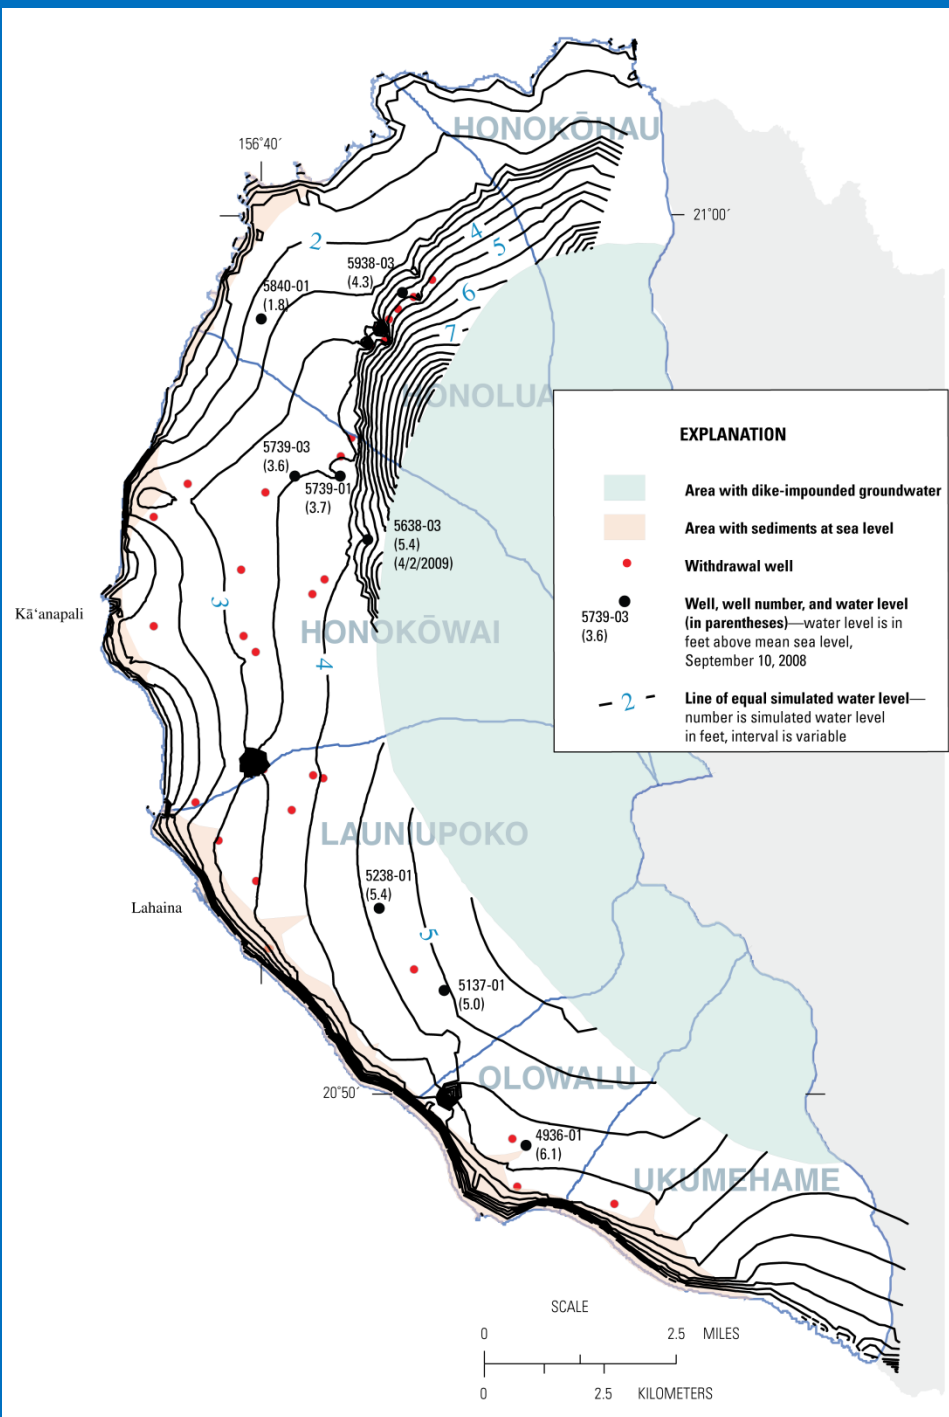 HONOKŌHAU
156°40´
21°00´
2
4
5
5938-03
(4.3)
5840-01
(1.8)
6
7
HONOLUA
EXPLANATION
Area with dike-impounded groundwater
Area with sediments at sea level
Withdrawal well
Well, well number, and water level
(in parentheses)—water level is in
feet above mean sea level,
September 10, 2008
5739-03
(3.6)
Line of equal simulated water level—
number is simulated water level
in feet, interval is variable
2
5739-03
(3.6)
5739-01
(3.7)
5638-03
(5.4)
(4/2/2009)
Kā‘anapali
3
HONOKŌWAI
4
LAUNIUPOKO
5238-01
(5.4)
Lahaina
5
5137-01
(5.0)
OLOWALU
20°50´
4936-01
(6.1)
UKUMEHAME
SCALE
0 2.5 MILES
0 2.5 KILOMETERS